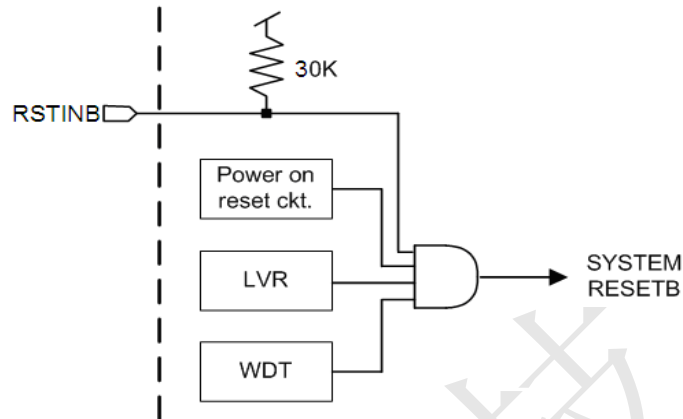 30K
RSTINB
Power on
reset ckt.
LVR
WDT
SYSTEM
RESETB